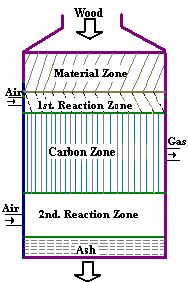 Wood
Material Zone
Air
1st. Reaction Zone
Carbon Zone
Gas
Air
2nd. Reaction Zone
Ash